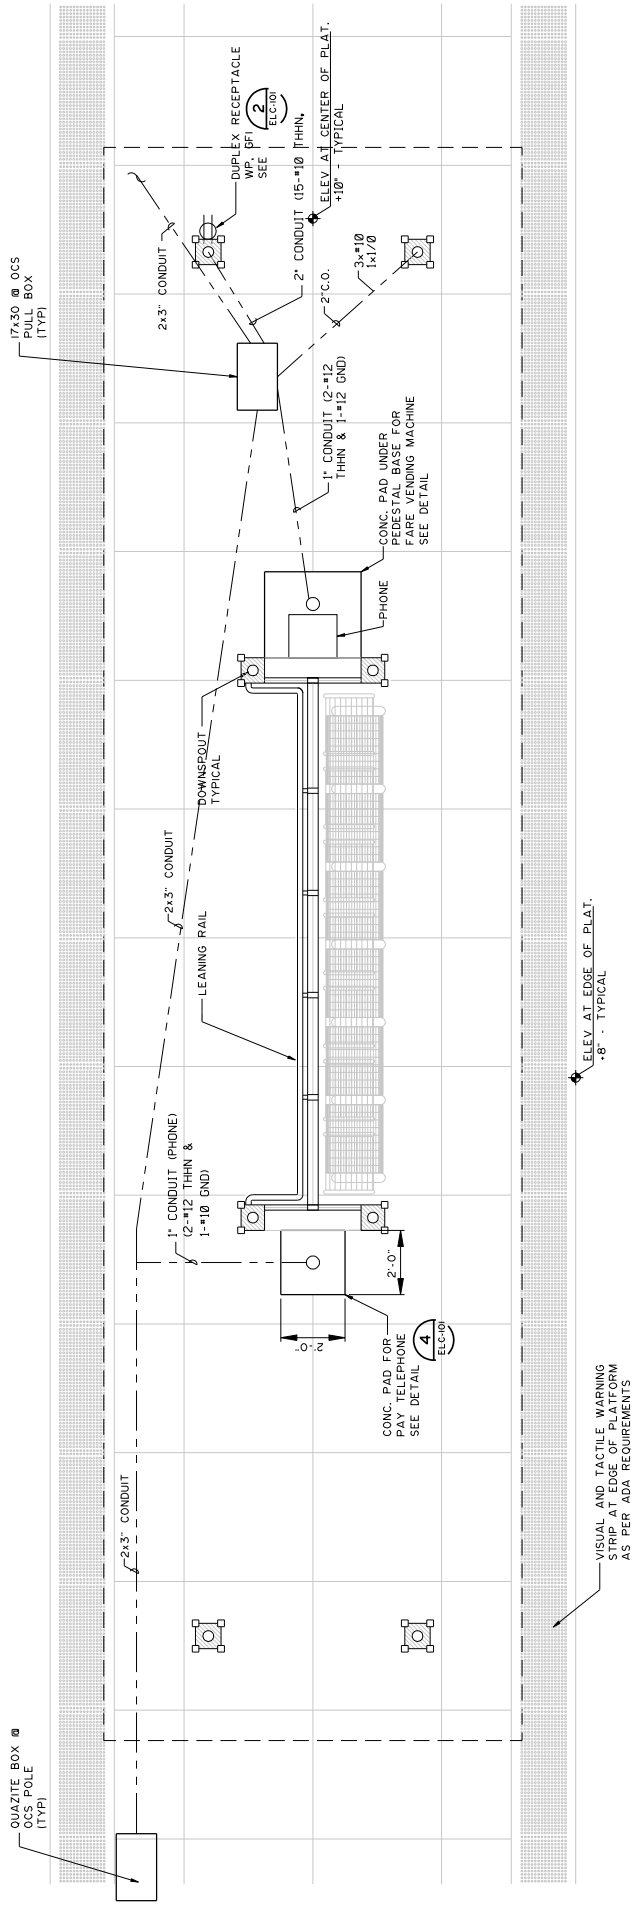 17x30 @ OCS
PULL BOX
(TYP)
2x3" CONDUIT
DUPLEX RECEPTACLE
WP, GFI
SEE
2
ELC-101
2" CONDUIT (15-#10 THHN,
ELEV AT CENTER OF PLAT.
+10" - TYPICAL
2"C.O.
3x#10
1x1/0
1" CONDUIT (2-#12
THHN & 1-#12 GND)
CONC. PAD UNDER
PEDESTAL BASE FOR
FARE VENDING MACHINE
SEE DETAIL
PHONE
DOWNSPOUT
TYPICAL
2x3" CONDUIT
LEANING RAIL
1" CONDUIT (PHONE)
(2-#12 THHN &
1-#10 GND)
2'-0"
2'-0"
CONC. PAD FOR
PAY TELEPHONE
SEE DETAIL
4
ELC-101
ELEV AT EDGE OF PLAT.
+8" - TYPICAL
2x3" CONDUIT
VISUAL AND TACTILE WARNING
STRIP AT EDGE OF PLATFORM
AS PER ADA REQUIREMENTS
QUAZITE BOX @
OCS POLE
(TYP)